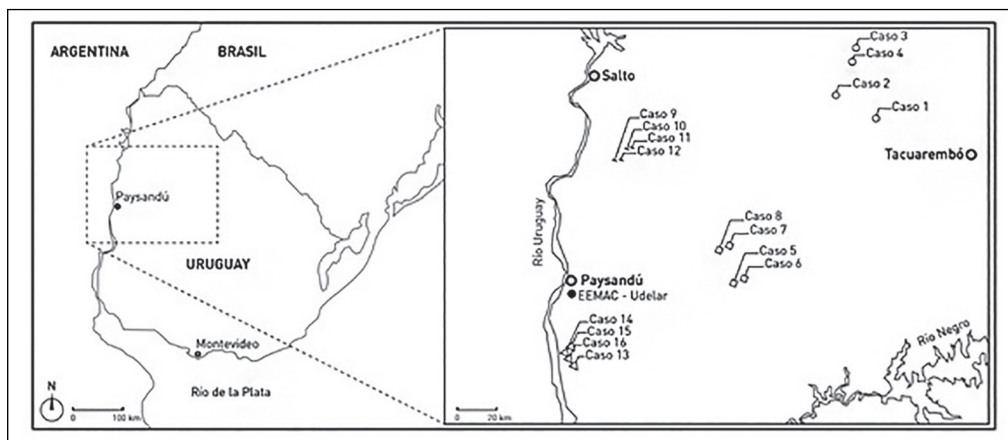 ARGENTINA
BRASIL
Paysandú
URUGUAY
Montevideo
Río de la Plata
N
0 100 km
Salto
Caso 3
Caso 4
Caso 2
Caso 1
Tacuarembó
Caso 9
Caso 10
Caso 11
Caso 12
Río Uruguay
Caso 8
Caso 7
Caso 5
Caso 6
Paysandú
EEMAC - Udelar
Caso 14
Caso 15
Caso 16
Caso 13
Río Negro
0 20 km